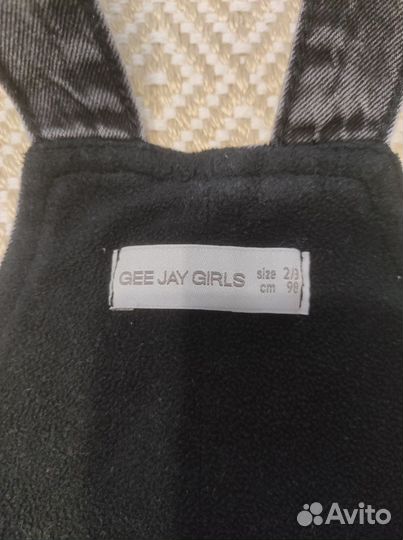 GEE JAY GIRLS size 2/3
cm 98
Avito